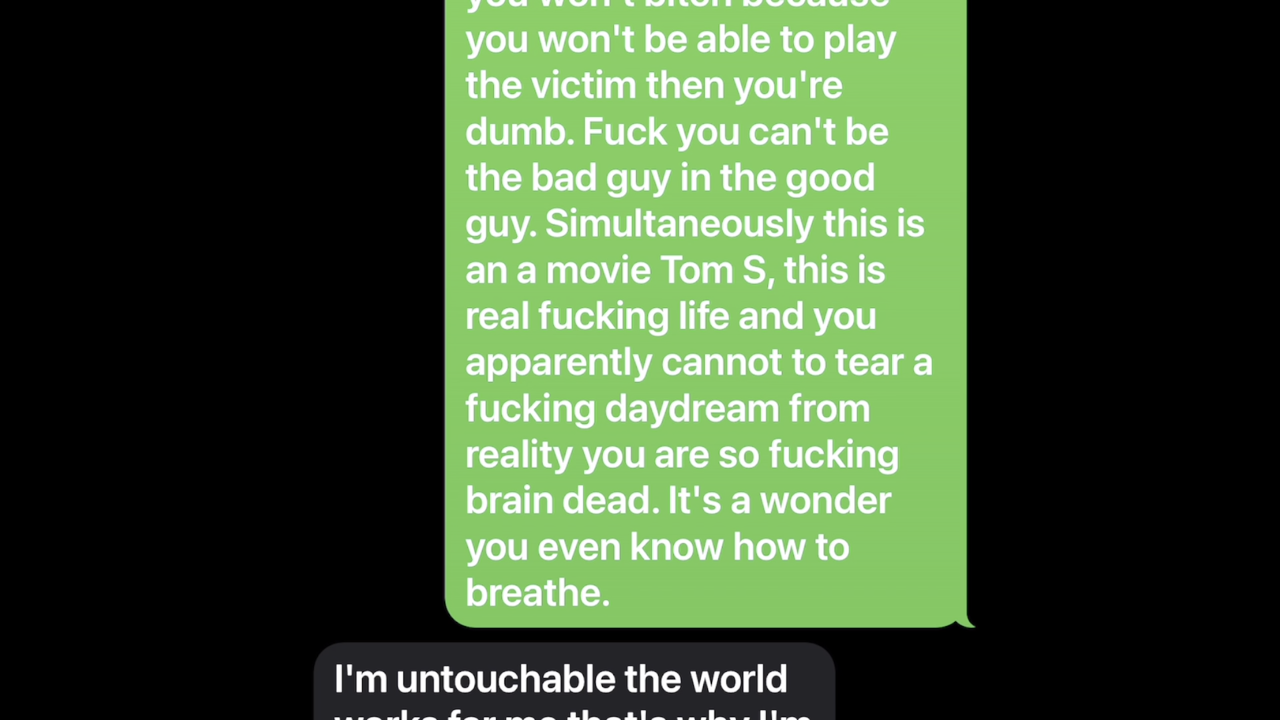 you won't bitch because
you won't be able to play
the victim then you're
dumb. Fuck you can't be
the bad guy in the good
guy. Simultaneously this is
an a movie Tom S, this is
real fucking life and you
apparently cannot to tear a
fucking daydream from
reality you are so fucking
brain dead. It's a wonder
you even know how to
breathe.
I'm untouchable the world
works for me that's why I'm